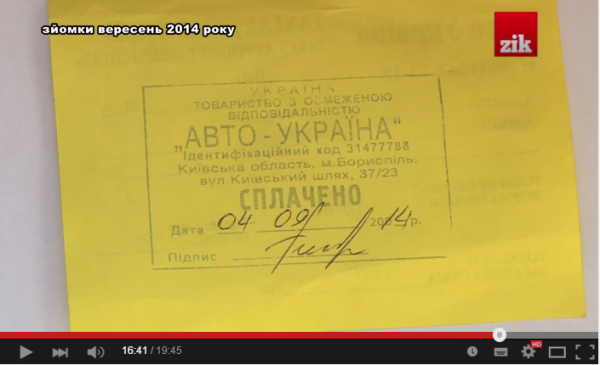 зйомки вересень 2014 року
zik
УКРАЇНА
ТОВАРИСТВО З ОБМЕЖЕНОЮ
ВІДПОВІДАЛЬНІСТЮ
„АВТО-УКРАЇНА“
Ідентифікаційний код 31477788
Київська область, м.Бориспіль,
вул.Київський шлях, 37/23
СПЛАЧЕНО
Дата 04 09 2014р.
Підпис
16:41 / 19:45
HD